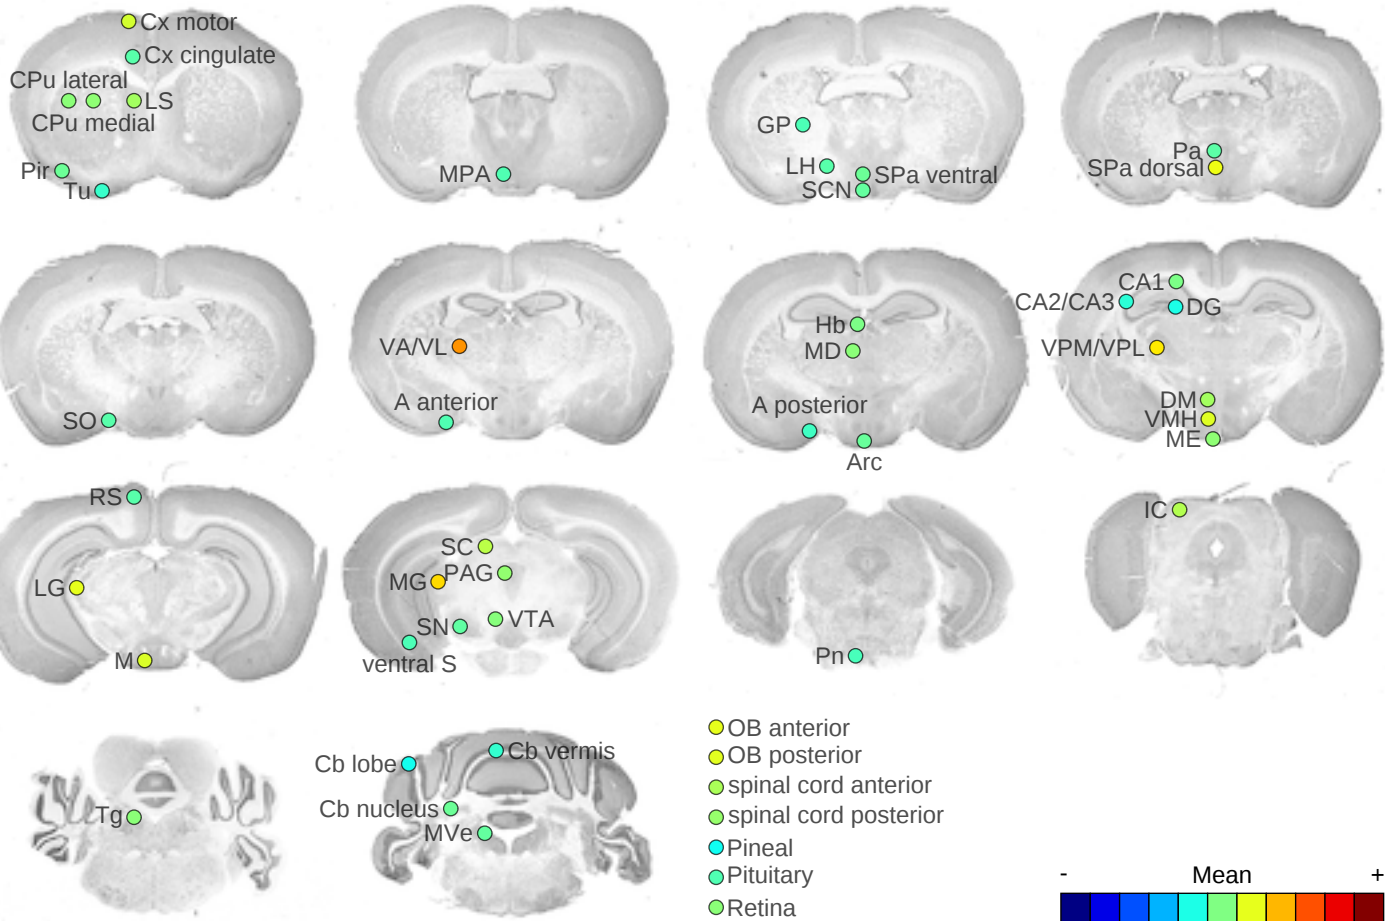 Cx motor
Cx cingulate
CPu lateral
LS
CPu medial
Pir
Tu
MPA
GP
LH
SPa ventral
SCN
Pa
SPa dorsal
SO
VA/VL
A anterior
Hb
MD
A posterior
Arc
CA1
CA2/CA3
DG
VPM/VPL
DM
VMH
ME
RS
LG
M
SC
PAG
MG
VTA
SN
ventral S
Pn
IC
Tg
Cb lobe
Cb vermis
Cb nucleus
MVe
OB anterior
OB posterior
spinal cord anterior
spinal cord posterior
Pineal
Pituitary
Retina
- Mean +